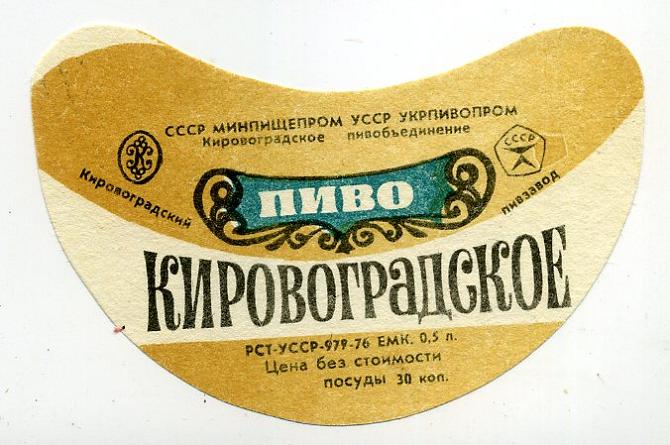 СССР МИНПИЩЕПРОМ УССР УКРПИВОПРОМ
Кировоградское пивобъединение
К
СССР
Кировоградский
пивзавод
ПИВО
КИРОВОГРАДСКОЕ
РСТ-УССР-979-76 ЕМК. 0,5 л.
Цена без стоимости
посуды 30 коп.